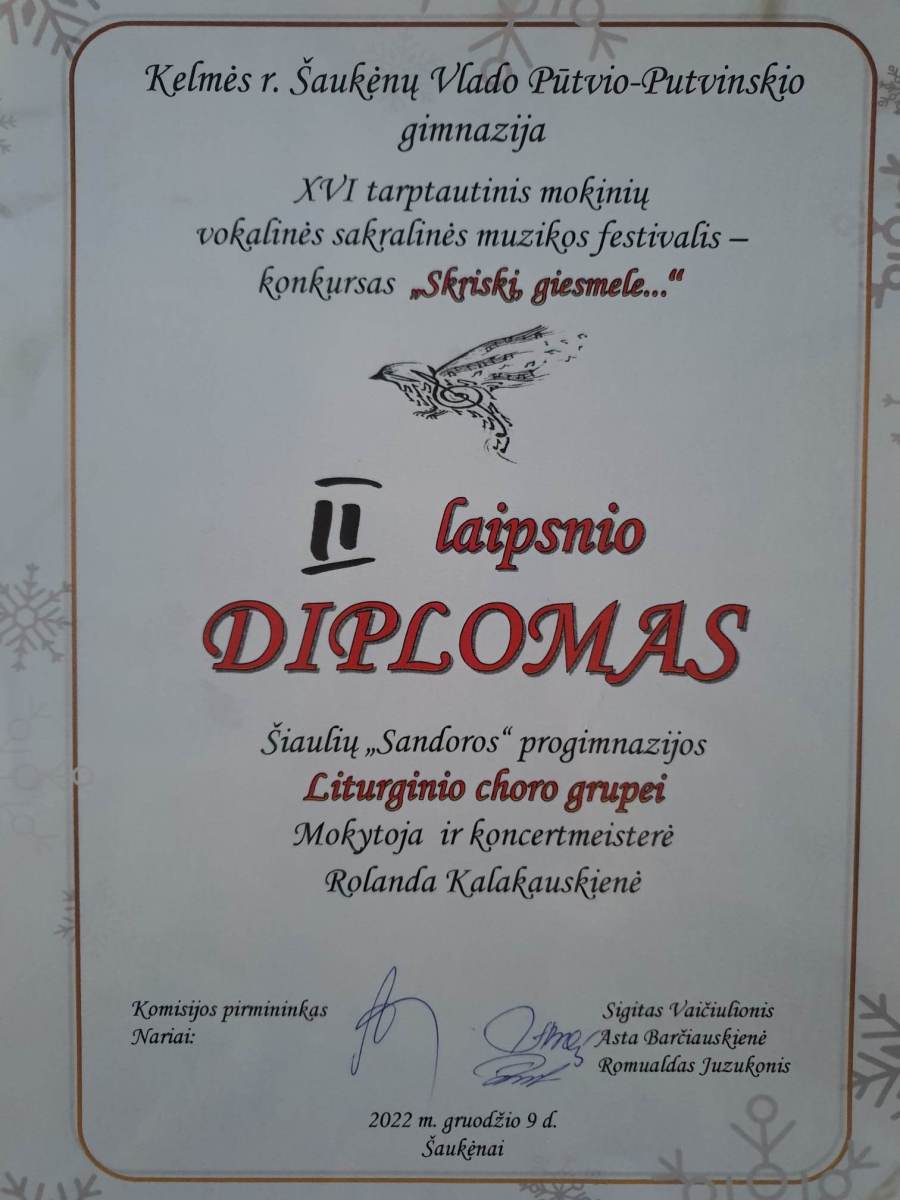 Kelmės r. Šaukėnų Vlado Pūtvio-Putvinskio
gimnazija
XVI tarptautinis mokinių
vokalinės sakralinės muzikos festivalis –
konkursas „Skriski, giesmele...“
II laipsnio
DIPLOMAS
Šiaulių „Sandoros“ progimnazijos
Liturginio choro grupei
Mokytoja ir koncertmeisterė
Rolanda Kalakauskienė
Komisijos pirmininkas Sigitas Vaičiulionis
Nariai: Asta Barčiauskienė
Romualdas Juzukonis
2022 m. gruodžio 9 d.
Šaukėnai